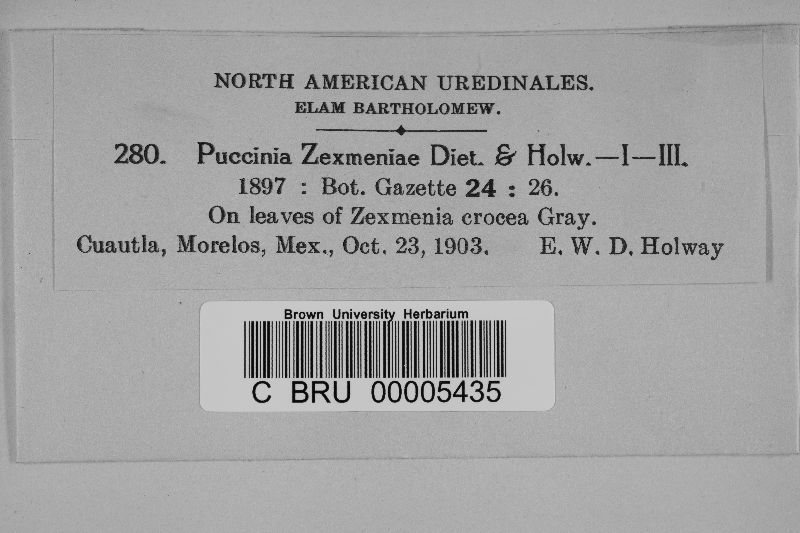 NORTH AMERICAN UREDINALES.
ELAM BARTHOLOMEW.
280. Puccinia Zexmeniae Diet. & Holw.—I—III.
1897 : Bot. Gazette 24 : 26.
On leaves of Zexmenia crocea Gray.
Cuautla, Morelos, Mex., Oct. 23, 1903. E. W. D. Holway
Brown University Herbarium
C BRU 00005435